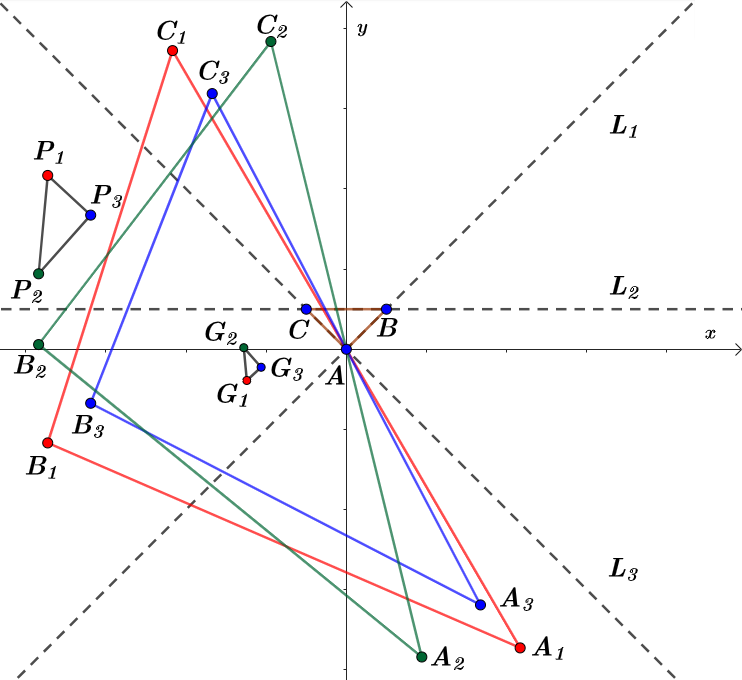 C₁
C₂
y
C₃
L₁
P₁
P₃
P₂
L₂
C
B
x
G₂
B₂
G₃
A
G₁
B₃
B₁
L₃
A₃
A₁
A₂